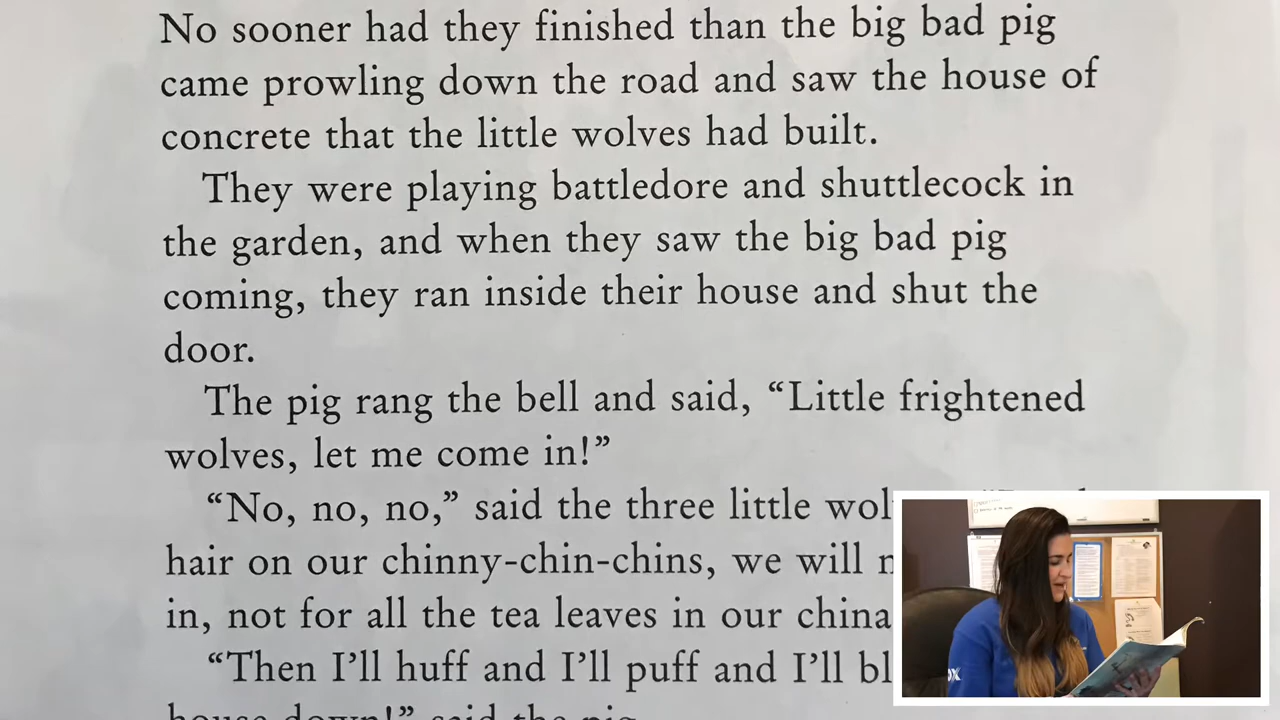 No sooner had they finished than the big bad pig
came prowling down the road and saw the house of
concrete that the little wolves had built.
They were playing battledore and shuttlecock in
the garden, and when they saw the big bad pig
coming, they ran inside their house and shut the
door.
The pig rang the bell and said, “Little frightened
wolves, let me come in!”
“No, no, no,” said the three little
hair on our chinny-chin-chins, we will
in, not for all the tea leaves in our china
“Then I’ll huff and I’ll puff and I’ll
house down!” said the pig.